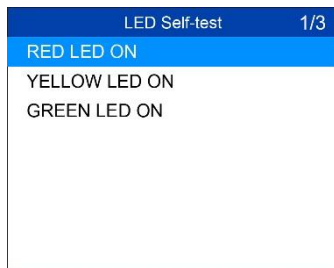 LED Self-test 1/3
RED LED ON
YELLOW LED ON
GREEN LED ON